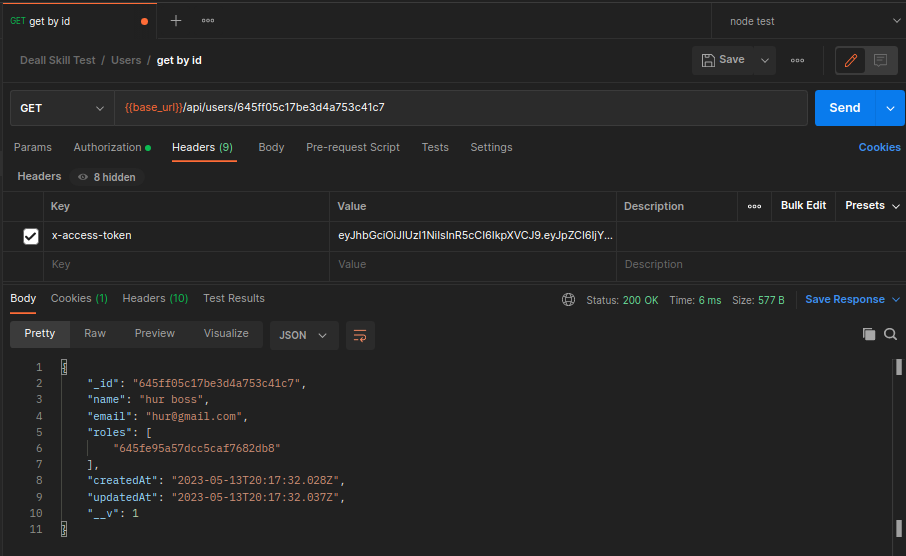 GET get by id
node test
Deall Skill Test / Users / get by id
Save
GET {{base_url}}/api/users/645ff05c17be3d4a753c41c7
Send
Params Authorization Headers (9) Body Pre-request Script Tests Settings Cookies
Headers 8 hidden
Key Value Description Bulk Edit Presets
x-access-token eyJhbGciOiJIUzI1NiIsInR5cCI6IkpXVCJ9.eyJpZCI6IjY...
Key Value Description
Body Cookies (1) Headers (10) Test Results Status: 200 OK Time: 6 ms Size: 577 B Save Response
Pretty Raw Preview Visualize JSON
1 {
2 "_id": "645ff05c17be3d4a753c41c7",
3 "name": "hur boss",
4 "email": "hur@gmail.com",
5 "roles": [
6 "645fe95a57dcc5caf7682db8"
7 ],
8 "createdAt": "2023-05-13T20:17:32.028Z",
9 "updatedAt": "2023-05-13T20:17:32.037Z",
10 "__v": 1
11 }